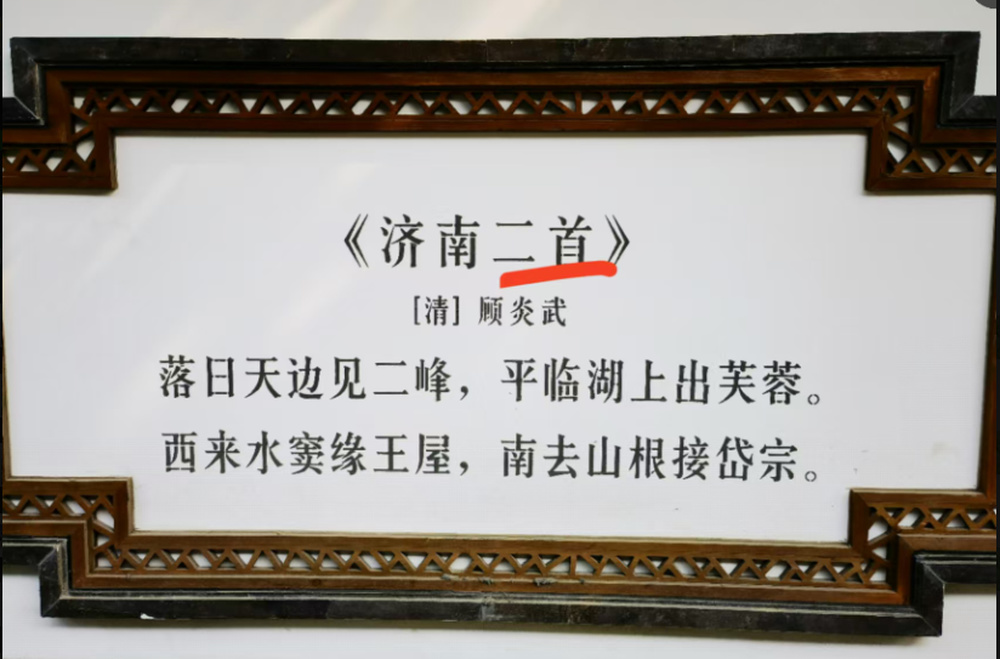 《济南二首》
[清] 顾炎武
落日天边见二峰，平临湖上出芙蓉。
西来水窦缘王屋，南去山根接岱宗。